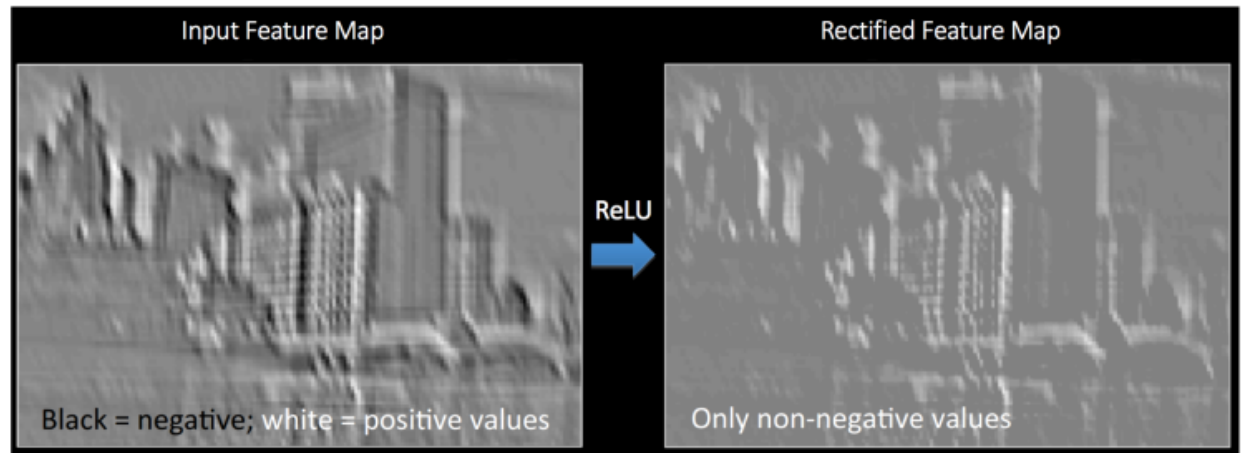 Input Feature Map
Rectified Feature Map
ReLU
Black = negative; white = positive values
Only non-negative values